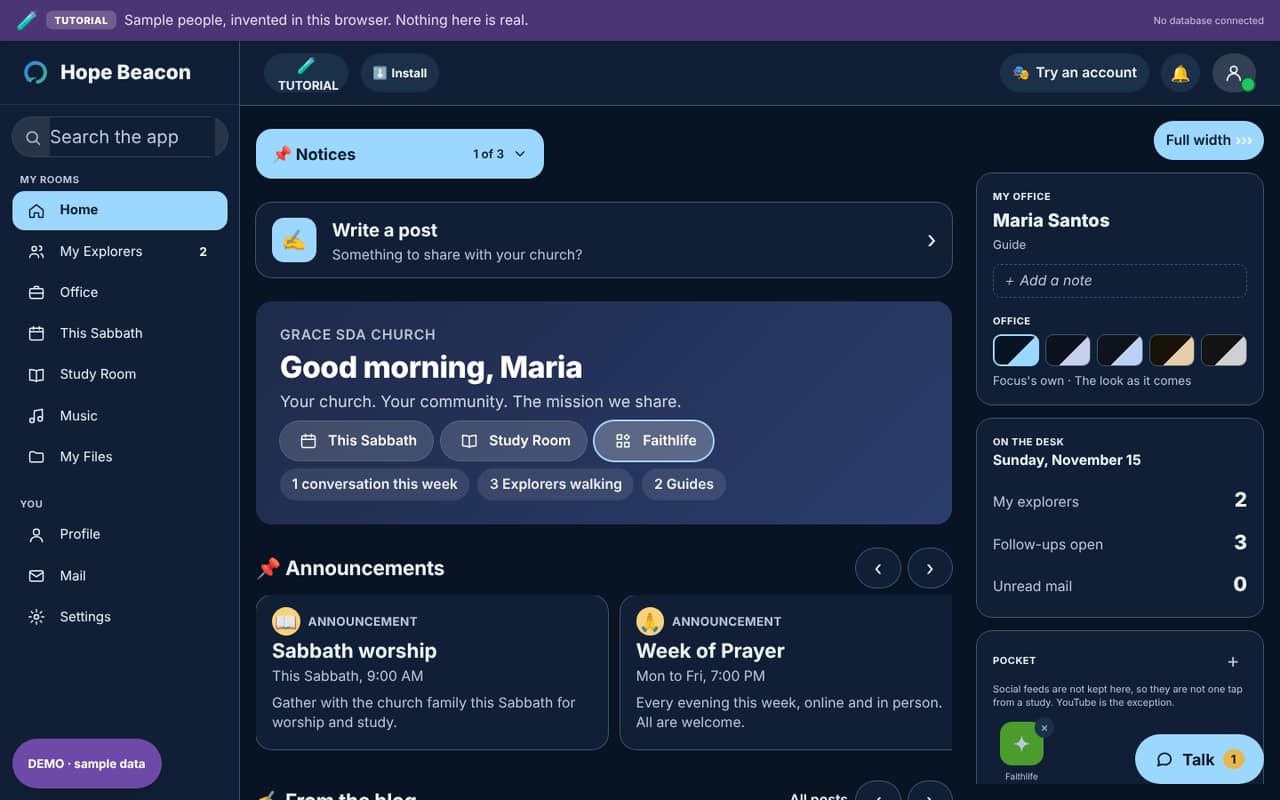 TUTORIAL Sample people, invented in this browser. Nothing here is real.
No database connected
Hope Beacon
TUTORIAL
Install
Try an account
Search the app
MY ROOMS
Home
My Explorers 2
Office
This Sabbath
Study Room
Music
My Files
YOU
Profile
Mail
Settings
DEMO · sample data
Notices 1 of 3
Full width ›››
Write a post
Something to share with your church?
GRACE SDA CHURCH
Good morning, Maria
Your church. Your community. The mission we share.
This Sabbath Study Room Faithlife
1 conversation this week 3 Explorers walking 2 Guides
Announcements
ANNOUNCEMENT
Sabbath worship
This Sabbath, 9:00 AM
Gather with the church family this Sabbath for
worship and study.
ANNOUNCEMENT
Week of Prayer
Mon to Fri, 7:00 PM
Every evening this week, online and in person.
All are welcome.
From the blog
All posts
MY OFFICE
Maria Santos
Guide
+ Add a note
OFFICE
Focus's own · The look as it comes
ON THE DESK
Sunday, November 15
My explorers 2
Follow-ups open 3
Unread mail 0
POCKET +
Social feeds are not kept here, so they are not one tap
from a study. YouTube is the exception.
Faithlife
Talk 1